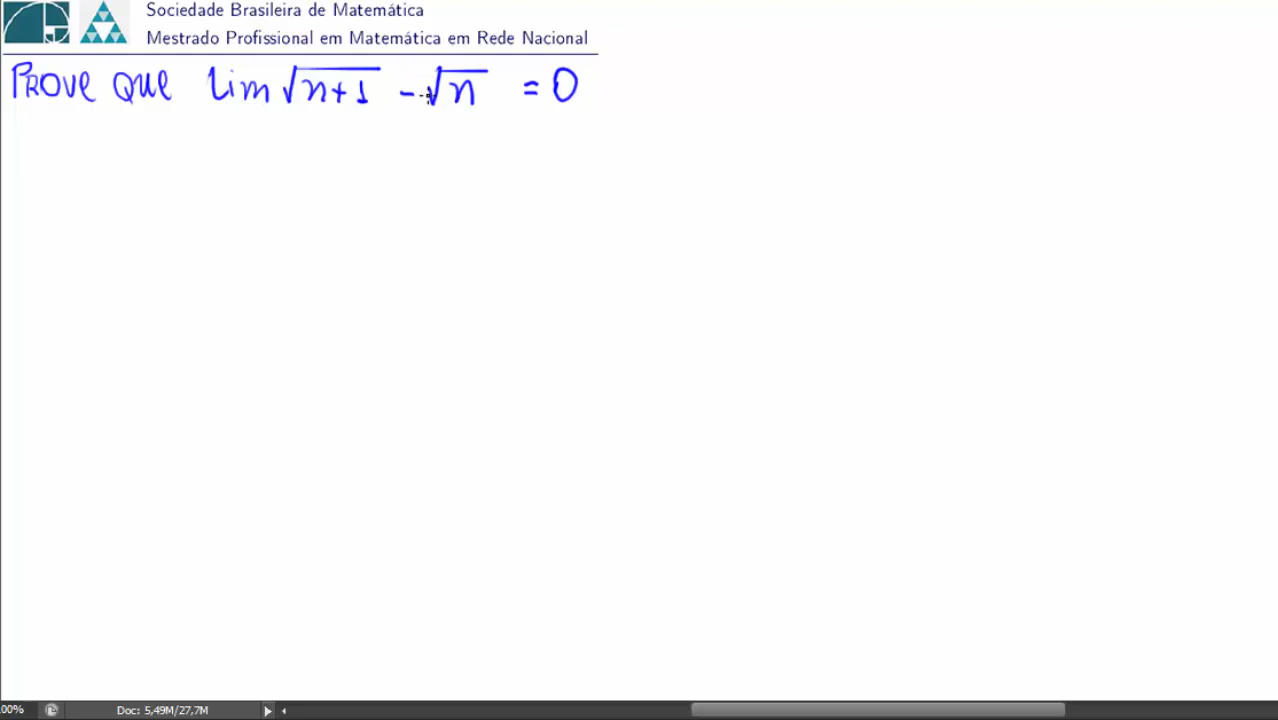 Sociedade Brasileira de Matemática
Mestrado Profissional em Matemática em Rede Nacional
PROVE QUE lim √n+1 - √n = 0
00%
Doc: 5,49M/27,7M